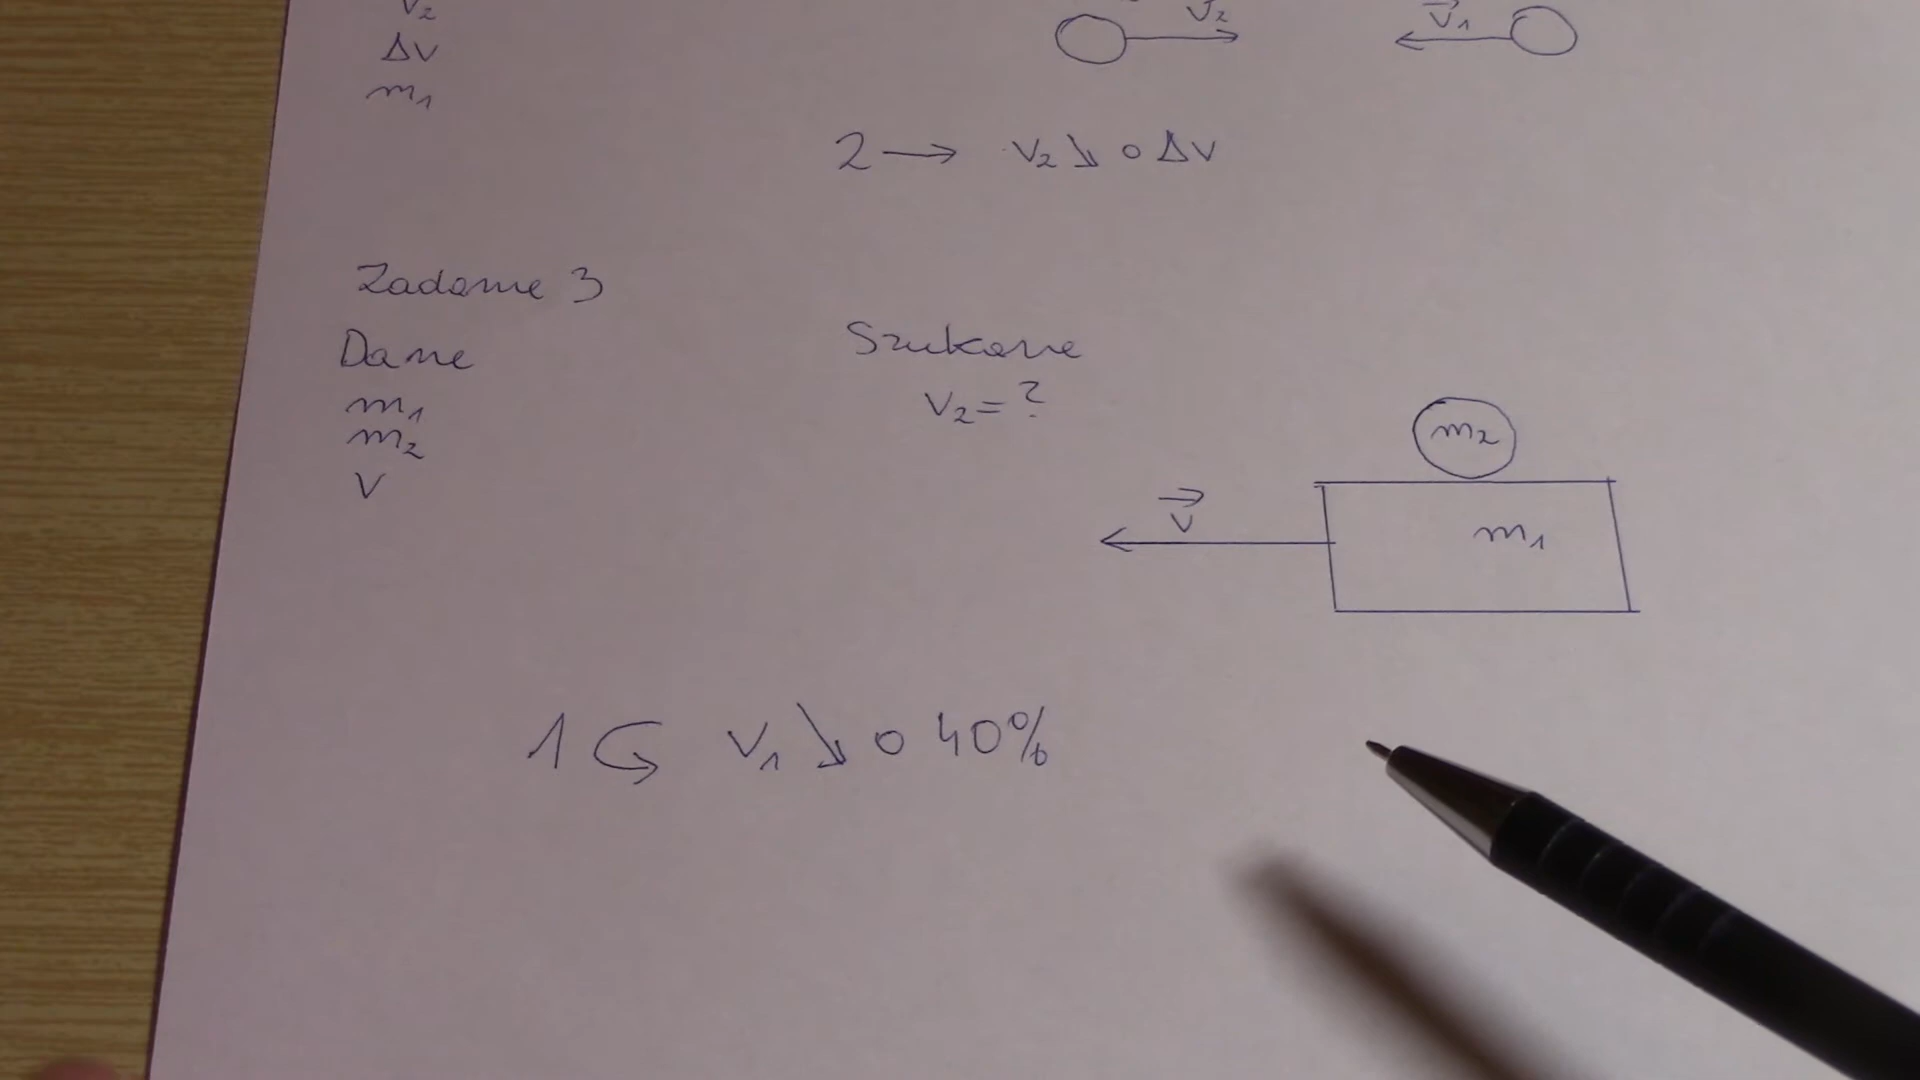 v₂
Δv
m₁
v₂ v₁
2 → v₂ ↘ o Δv
Zadanie 3
Dane
m₁
m₂
v
Szukane
v₂ = ?
m₂
v
m₁
1 v₁ ↘ o 40%